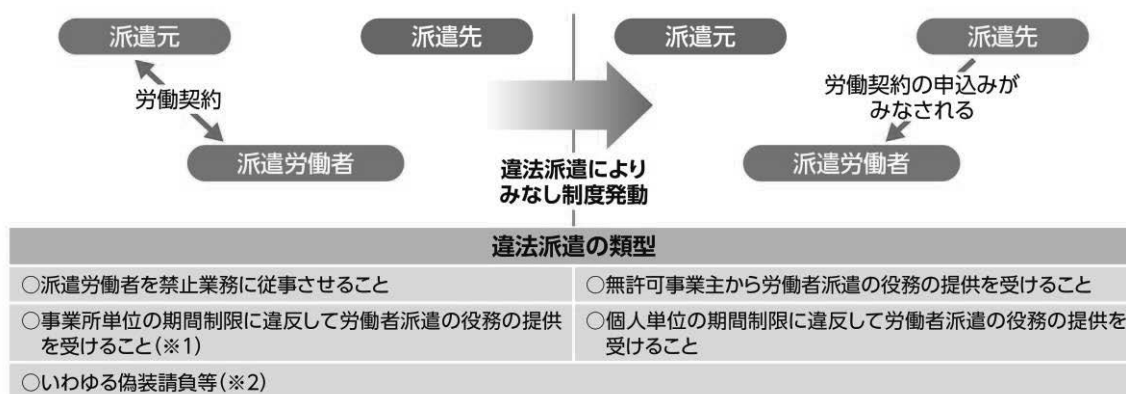 派遣元
派遣先
労働契約
派遣労働者
違法派遣により
みなし制度発動
派遣元
派遣先
労働契約の申込みが
みなされる
派遣労働者
違法派遣の類型
○派遣労働者を禁止業務に従事させること
○無許可事業主から労働者派遣の役務の提供を受けること
○事業所単位の期間制限に違反して労働者派遣の役務の提供
を受けること(※1)
○個人単位の期間制限に違反して労働者派遣の役務の提供を
受けること
○いわゆる偽装請負等(※2)